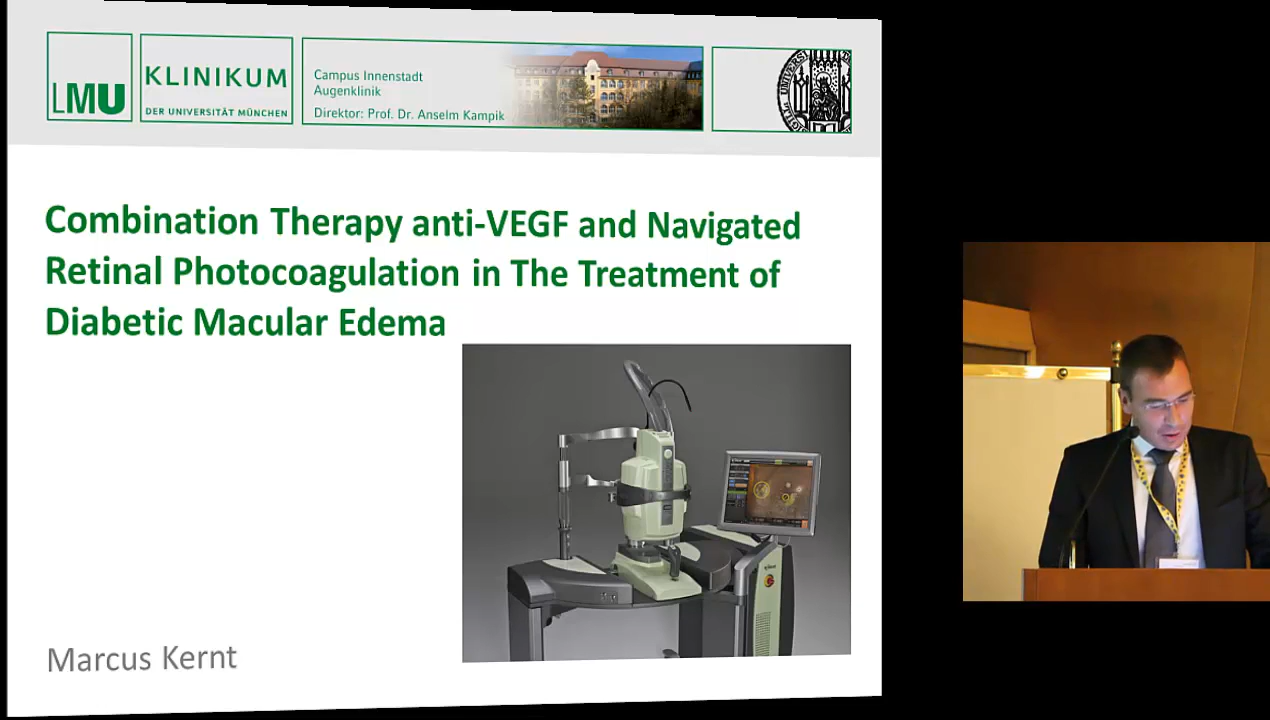 LMU
KLINIKUM
DER UNIVERSITÄT MÜNCHEN
Campus Innenstadt
Augenklinik
Direktor: Prof. Dr. Anselm Kampik
Combination Therapy anti-VEGF and Navigated
Retinal Photocoagulation in The Treatment of
Diabetic Macular Edema
Marcus Kernt